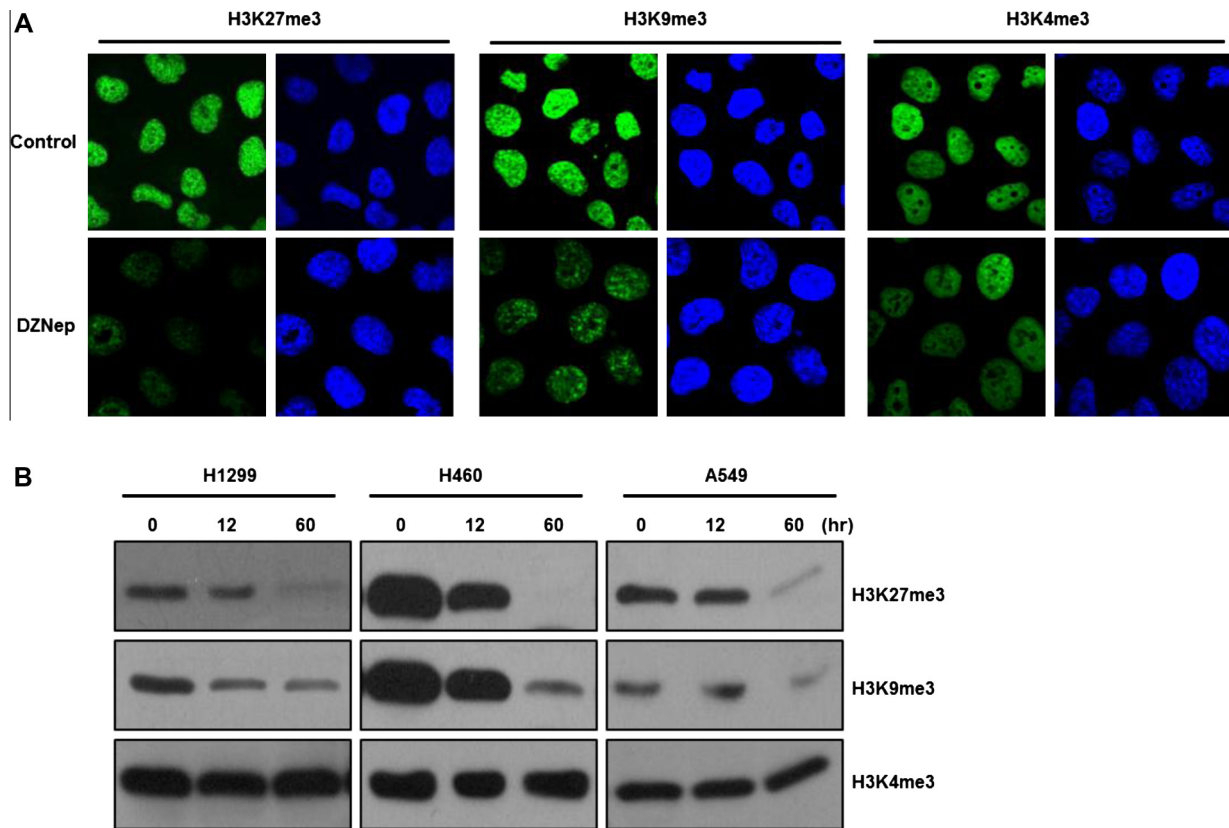 A
H3K27me3 H3K9me3 H3K4me3
Control
DZNep
B
H1299 H460 A549
0 12 60 0 12 60 0 12 60 (hr)
H3K27me3
H3K9me3
H3K4me3